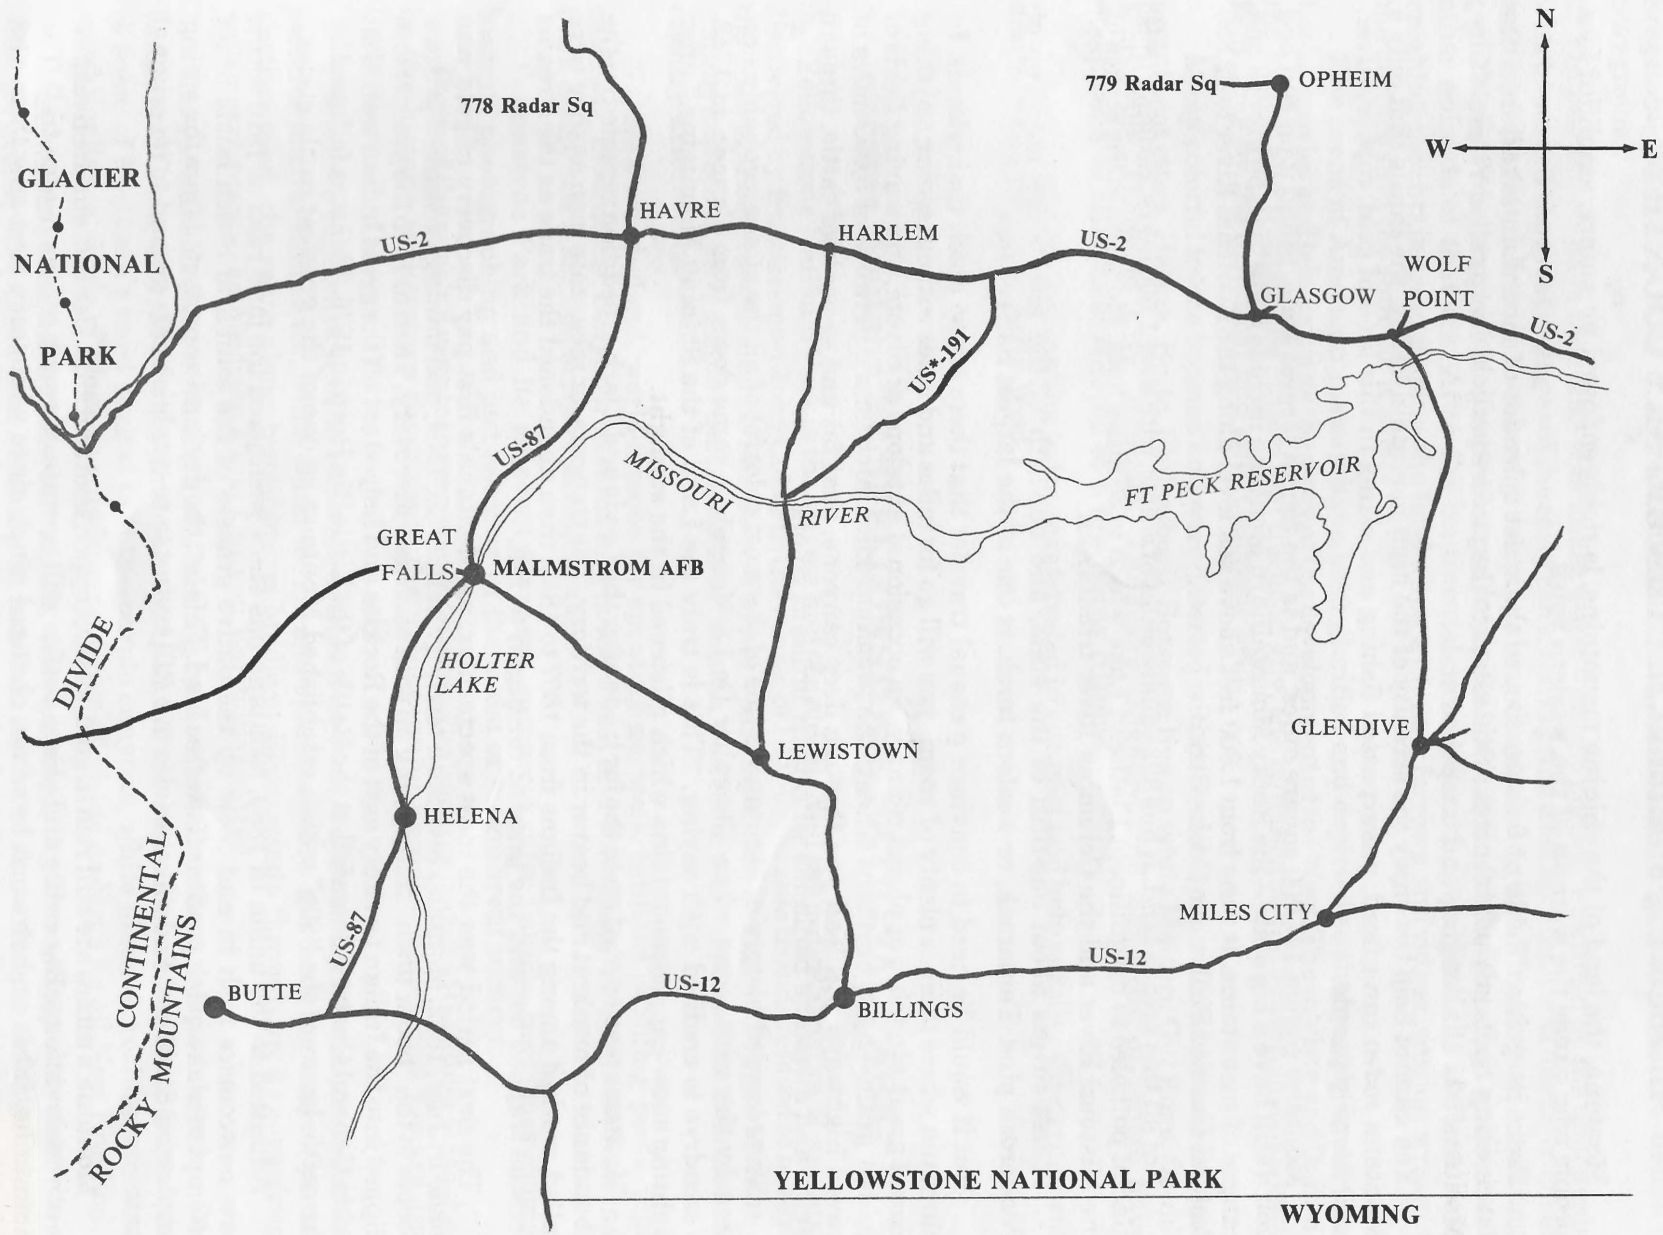 N
778 Radar Sq
779 Radar Sq
OPHEIM
W
E
GLACIER
HAVRE
HARLEM
US-2
US-2
NATIONAL
WOLF
POINT
S
GLASGOW
US-2
PARK
US*-191
US-87
MISSOURI
RIVER
FT PECK RESERVOIR
GREAT
FALLS
MALMSTROM AFB
HOLTER
LAKE
DIVIDE
GLENDIVE
LEWISTOWN
HELENA
CONTINENTAL
ROCKY MOUNTAINS
MILES CITY
US-87
US-12
US-12
BUTTE
BILLINGS
YELLOWSTONE NATIONAL PARK
WYOMING